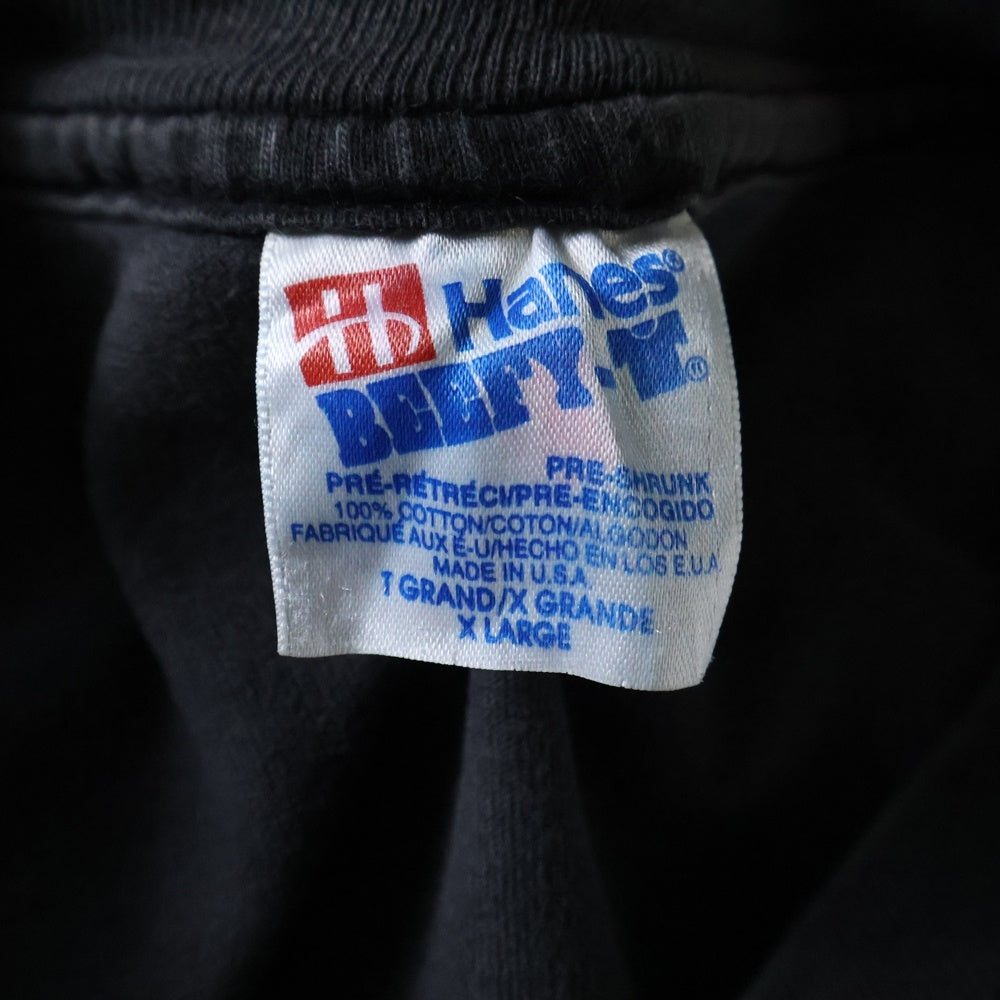 Hanes®
BEEFY-T®
PRE-SHRUNK
PRÉ-RÉTRÉCI/PRE-ENCOGIDO
100% COTTON/COTON/ALGODON
FABRIQUÉ AUX É-U/HECHO EN LOS E.U.A
MADE IN U.S.A.
T GRAND/X GRANDE
X LARGE